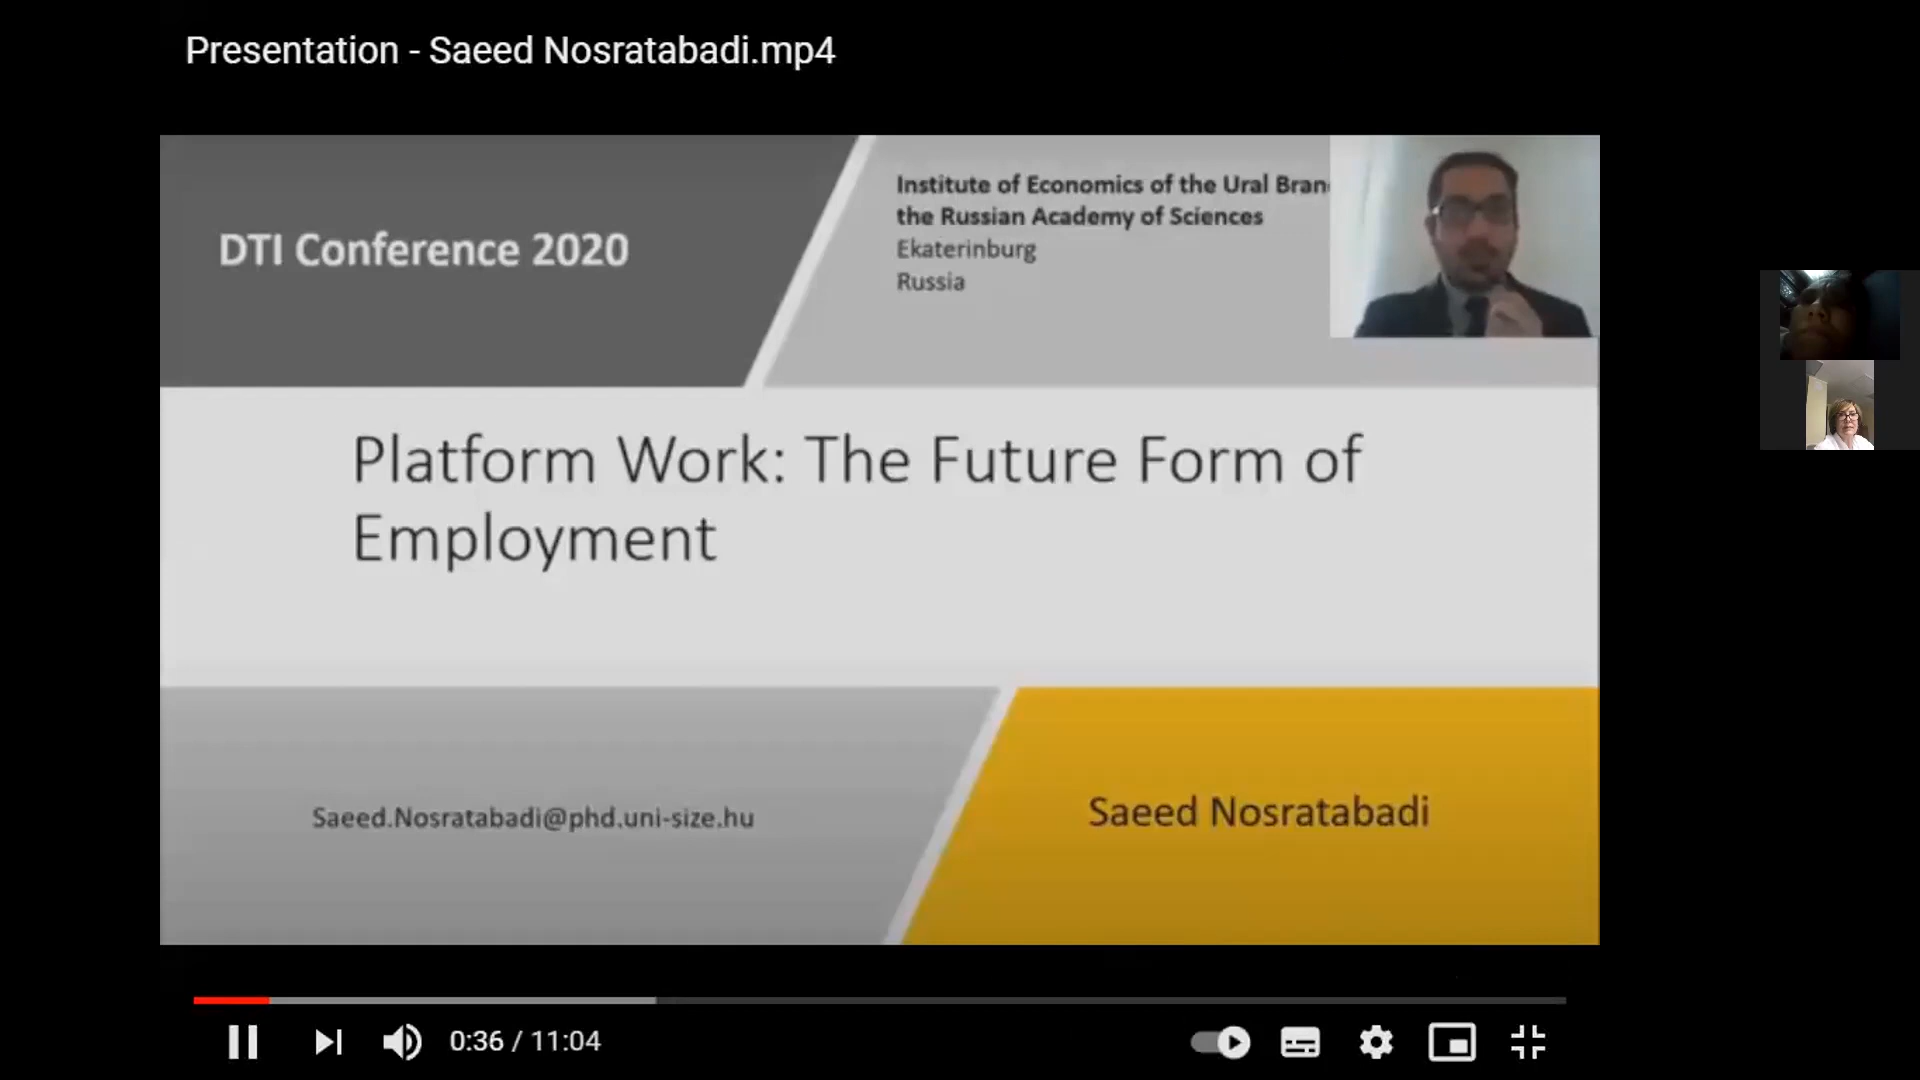 Presentation - Saeed Nosratabadi.mp4
DTI Conference 2020
Institute of Economics of the Ural Bran
the Russian Academy of Sciences
Ekaterinburg
Russia
Platform Work: The Future Form of
Employment
Saeed.Nosratabadi@phd.uni-size.hu
Saeed Nosratabadi
0:36 / 11:04